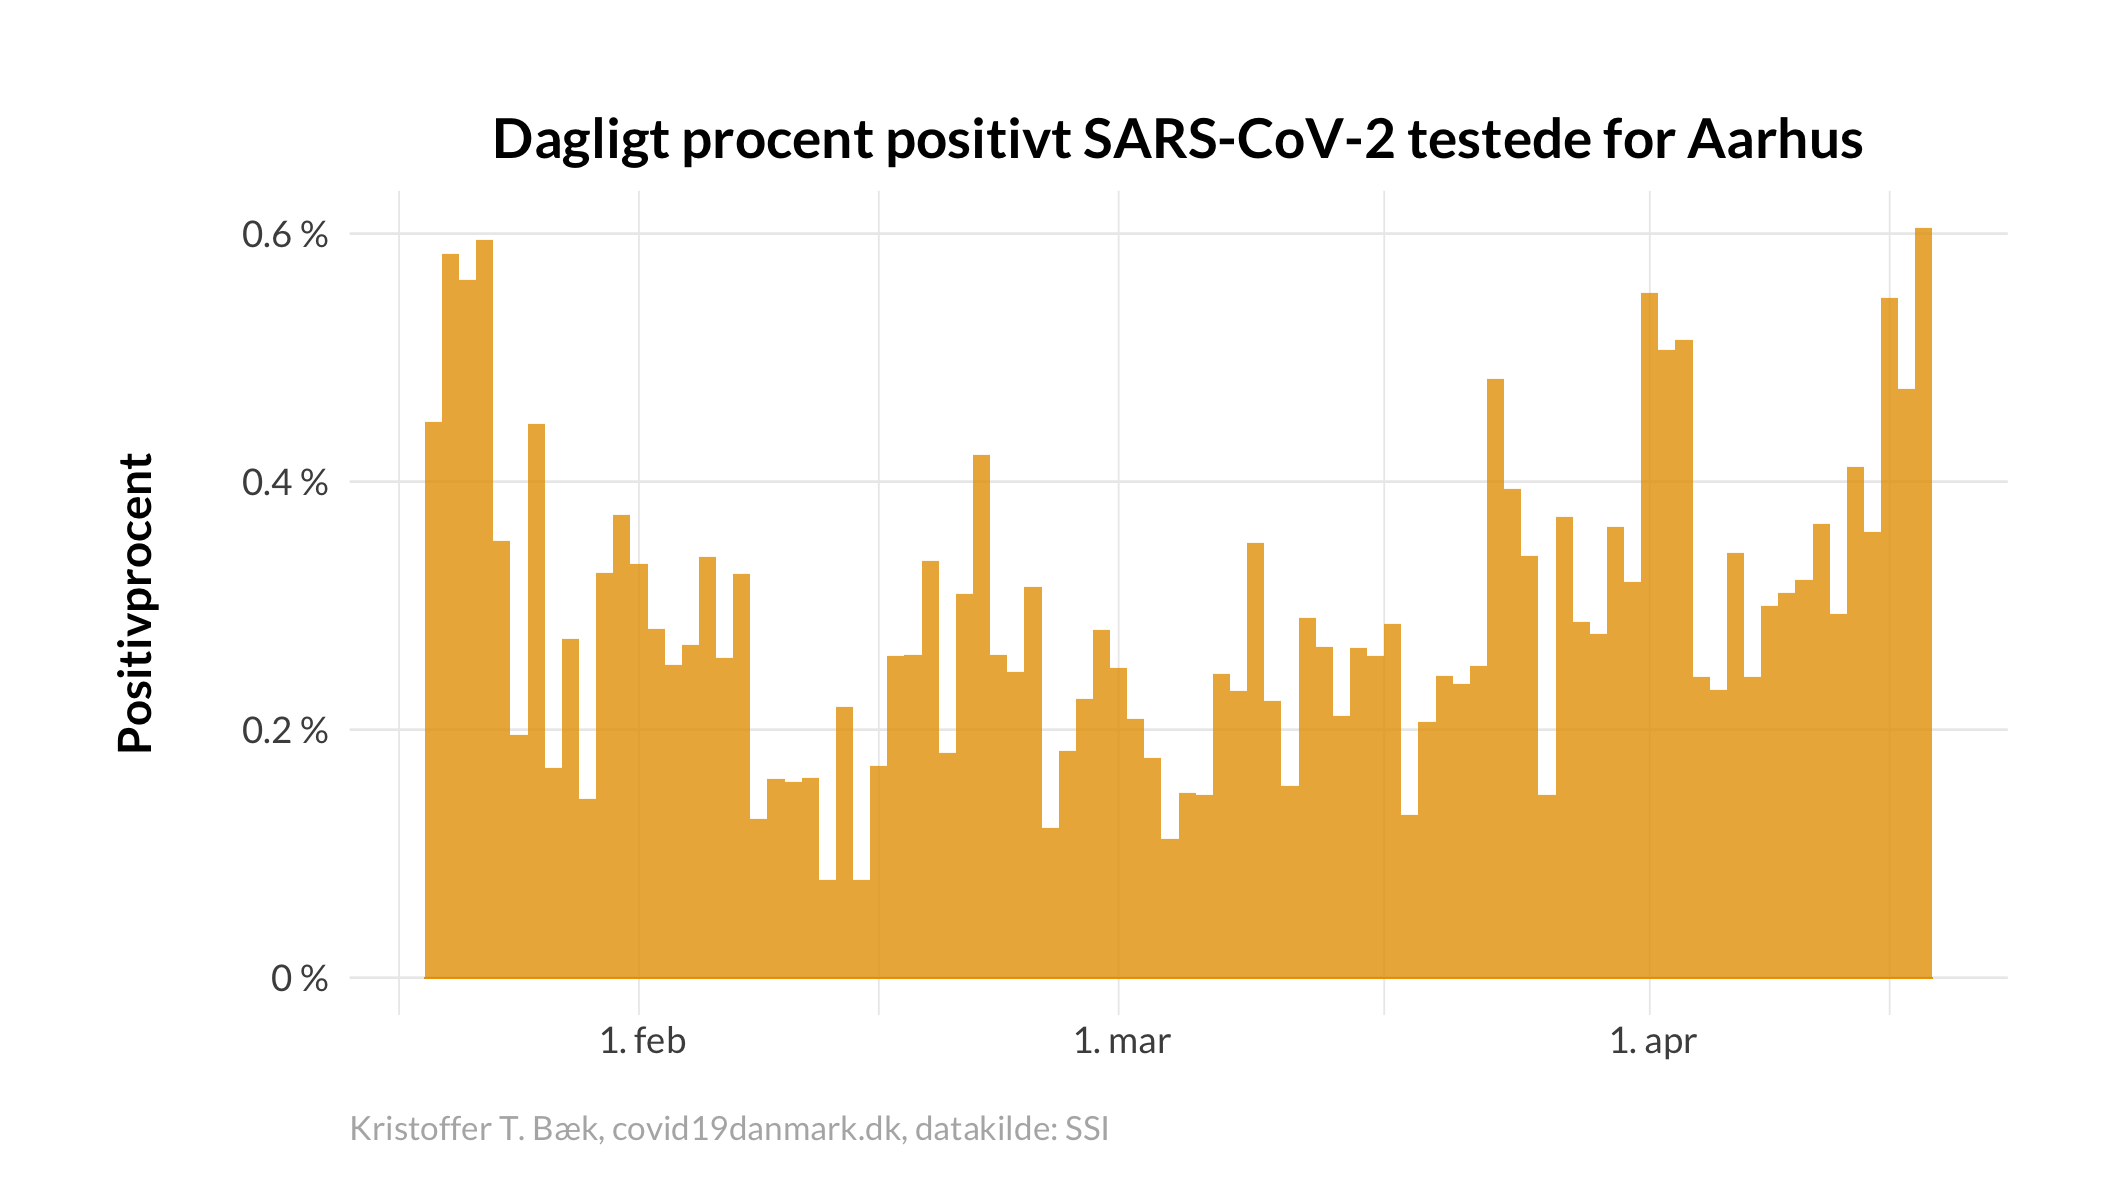 Dagligt procent positivt SARS-CoV-2 testede for Aarhus
Positivprocent
0.6 %
0.4 %
0.2 %
0 %
1. feb
1. mar
1. apr
Kristoffer T. Bæk, covid19danmark.dk, datakilde: SSI